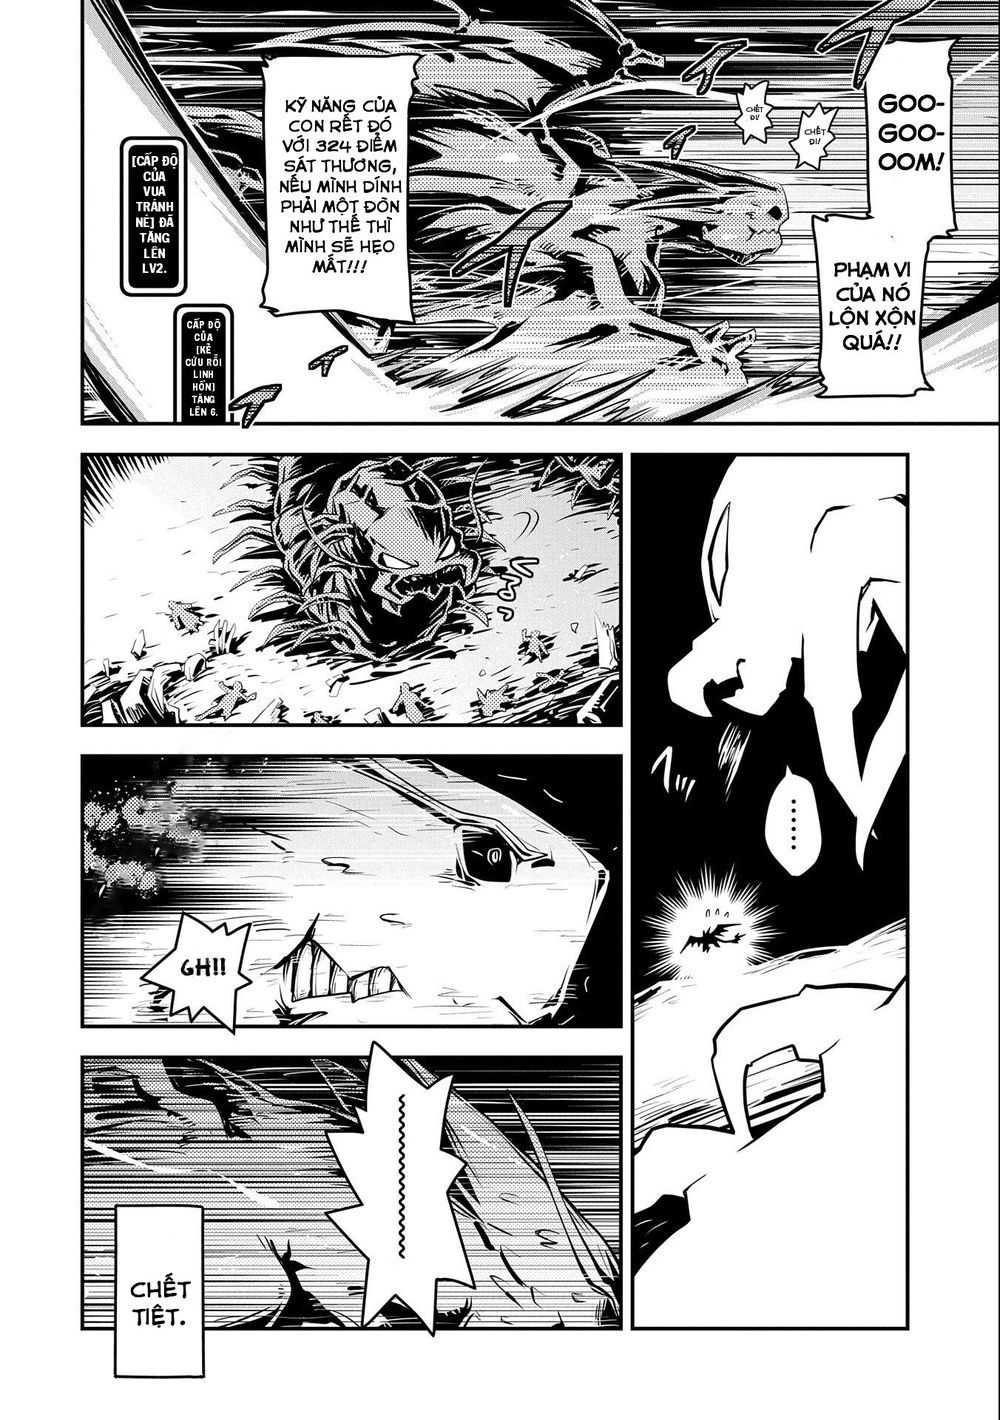 GOO-
GOO-
OOM!
PHẠM VI
CỦA NÓ
LỘN XỘN
QUÁ!!
CHẾT
ĐI!
CHẾT
ĐI!
KỸ NĂNG CỦA
CON RẾT ĐÓ
VỚI 324 ĐIỂM
SÁT THƯƠNG,
NẾU MÌNH DÍNH
PHẢI MỘT ĐÒN
NHƯ THẾ THÌ
MÌNH SẼ HẸO
MẤT!!!
[CẤP ĐỘ
CỦA
VUA
TRÁNH
NÉ] ĐÃ
TĂNG
LÊN
LV2.
CẤP ĐỘ
CỦA
[KẺ
CỨU RỖI
LINH
HỒN]
TĂNG
LÊN 6.
......
GH!!
CHẾT
TIỆT.